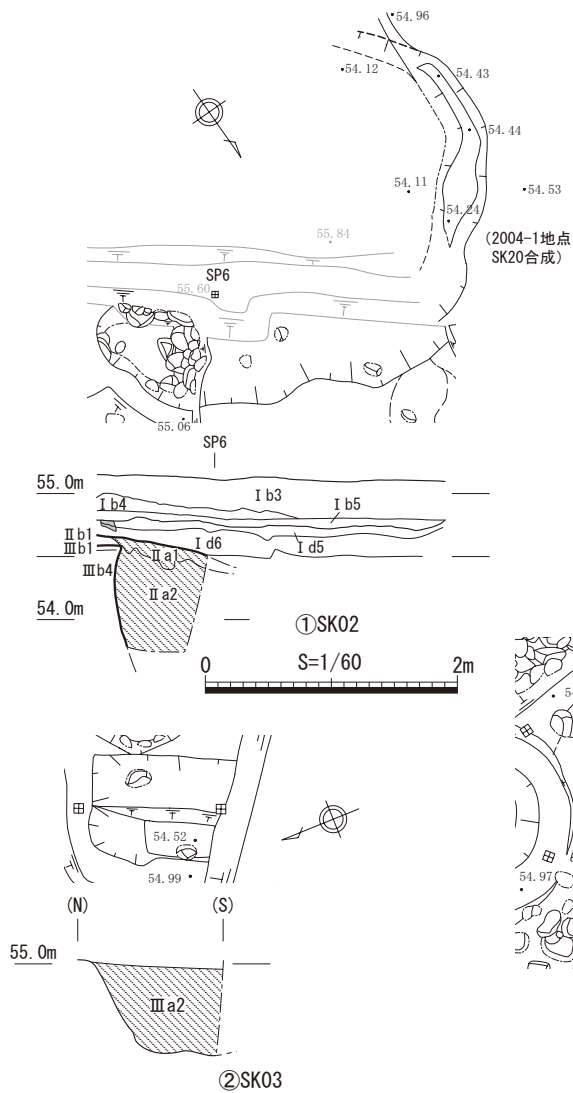 54.96
54.12
54.43
54.44
54.11
54.53
54.24
(2004-1地点
SK20合成)
55.84
SP6
55.60
55.06
SP6
55.0m
Ⅰb3
Ⅰb4
Ⅰb5
Ⅱb1
Ⅰd6
Ⅰd5
Ⅲb1
Ⅱa1
Ⅲb4
Ⅱa2
54.0m
①SK02
S=1/60
0
2m
54.52
54.99
54.97
(N)
(S)
55.0m
Ⅲa2
②SK03